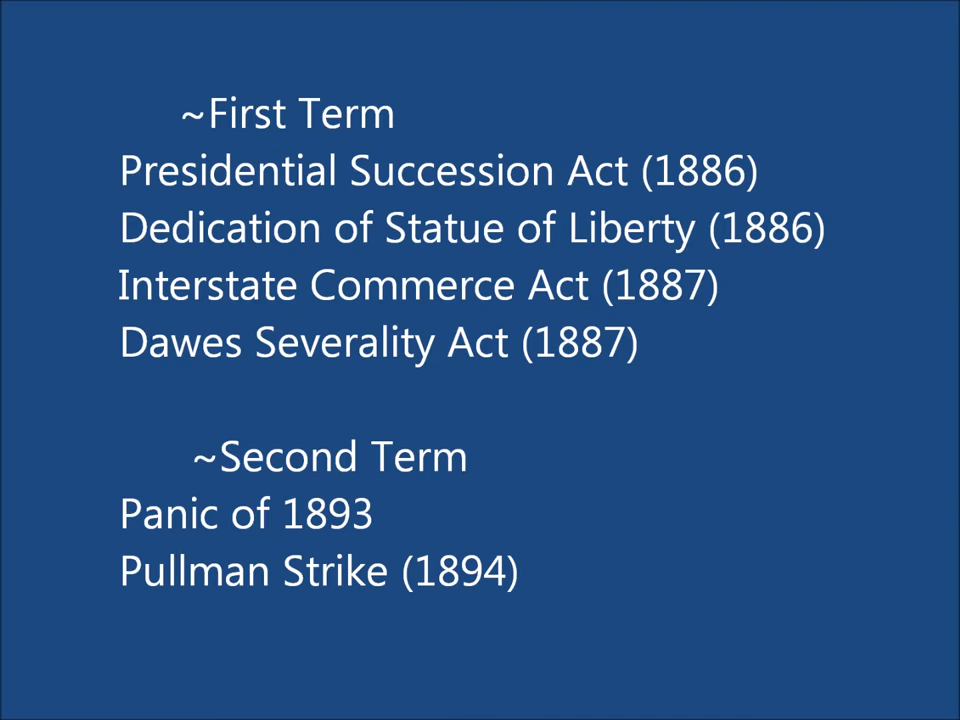 ~First Term
Presidential Succession Act (1886)
Dedication of Statue of Liberty (1886)
Interstate Commerce Act (1887)
Dawes Severality Act (1887)
~Second Term
Panic of 1893
Pullman Strike (1894)